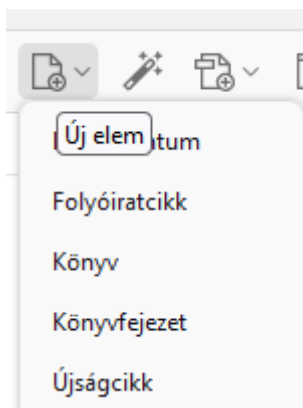 Új elem
Folyóiratcikk
Könyv
Könyvfejezet
Újságcikk